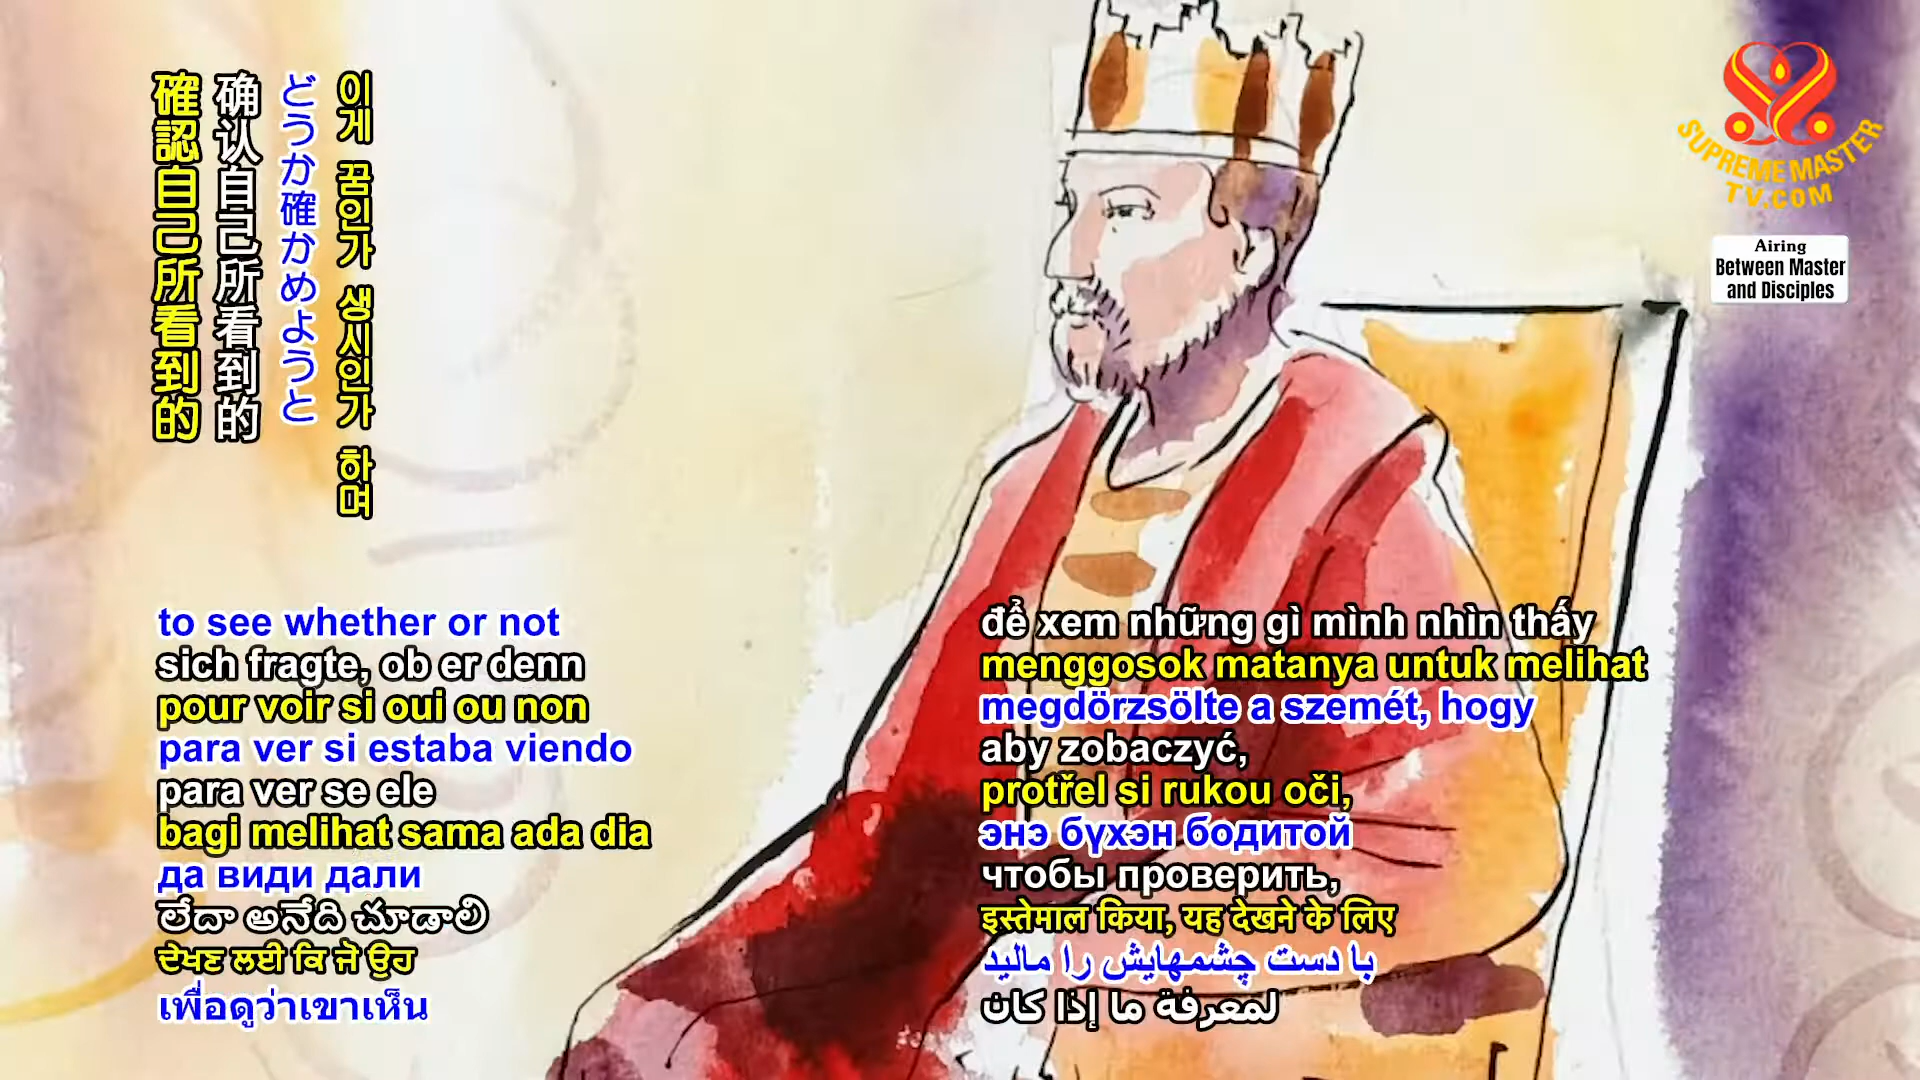 確認自己所看到的
确认自己所看到的
どうか確かめようと
이게 꿈인가 생시인가 하며
to see whether or not
sich fragte, ob er denn
pour voir si oui ou non
para ver si estaba viendo
para ver se ele
bagi melihat sama ada dia
да види дали
లేదా అనేది చూడాలి
ਦੇਖਣ ਲਈ ਕਿ ਜੋ ਉਹ
เพื่อดูว่าเขาเห็น
để xem những gì mình nhìn thấy
menggosok matanya untuk melihat
megdörzsölte a szemét, hogy
aby zobaczyć,
protřel si rukou oči,
энэ бүхэн бодитой
чтобы проверить,
इस्तेमाल किया, यह देखने के लिए
با دست چشمهایش را مالید
لمعرفة ما إذا كان
SUPREME MASTER
TV.COM
Airing
Between Master
and Disciples